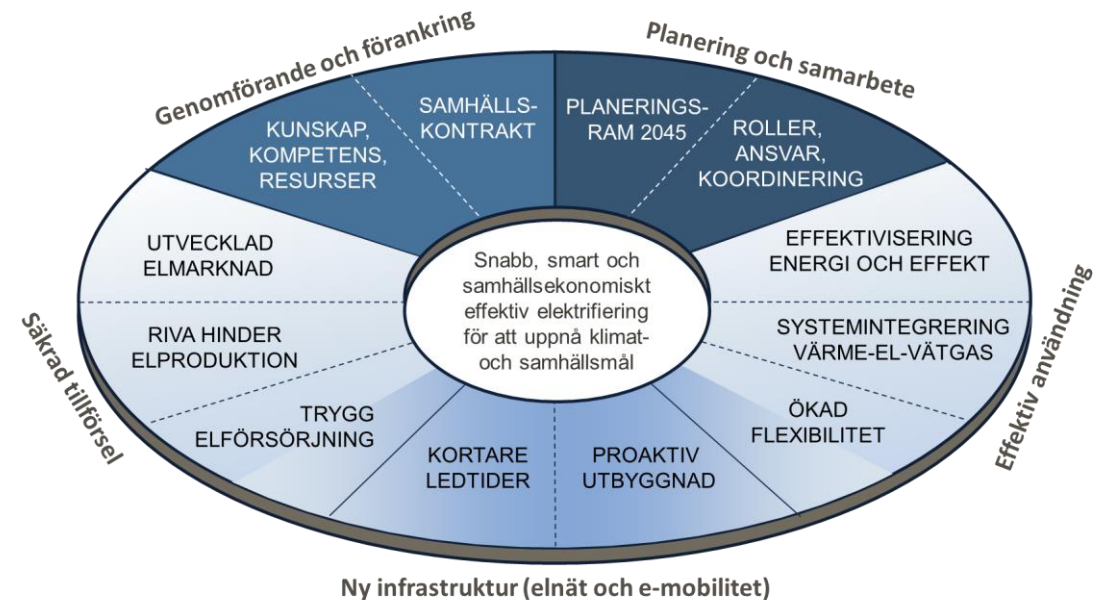 Genomförande och förankring
Planering och samarbete
SAMHÄLLS-
KONTRAKT
PLANERINGS-
RAM 2045
KUNSKAP,
KOMPETENS,
RESURSER
ROLLER,
ANSVAR,
KOORDINERING
UTVECKLAD
ELMARKNAD
EFFEKTIVISERING
ENERGI OCH EFFEKT
Snabb, smart och
samhällsekonomiskt
effektiv elektrifiering
för att uppnå klimat-
och samhällsmål
RIVA HINDER
ELPRODUKTION
SYSTEMINTEGRERING
VÄRME-EL-VÄTGAS
Säkrad tillförsel
Effektiv användning
TRYGG
ELFÖRSÖRJNING
ÖKAD
FLEXIBILITET
KORTARE
LEDTIDER
PROAKTIV
UTBYGGNAD
Ny infrastruktur (elnät och e-mobilitet)